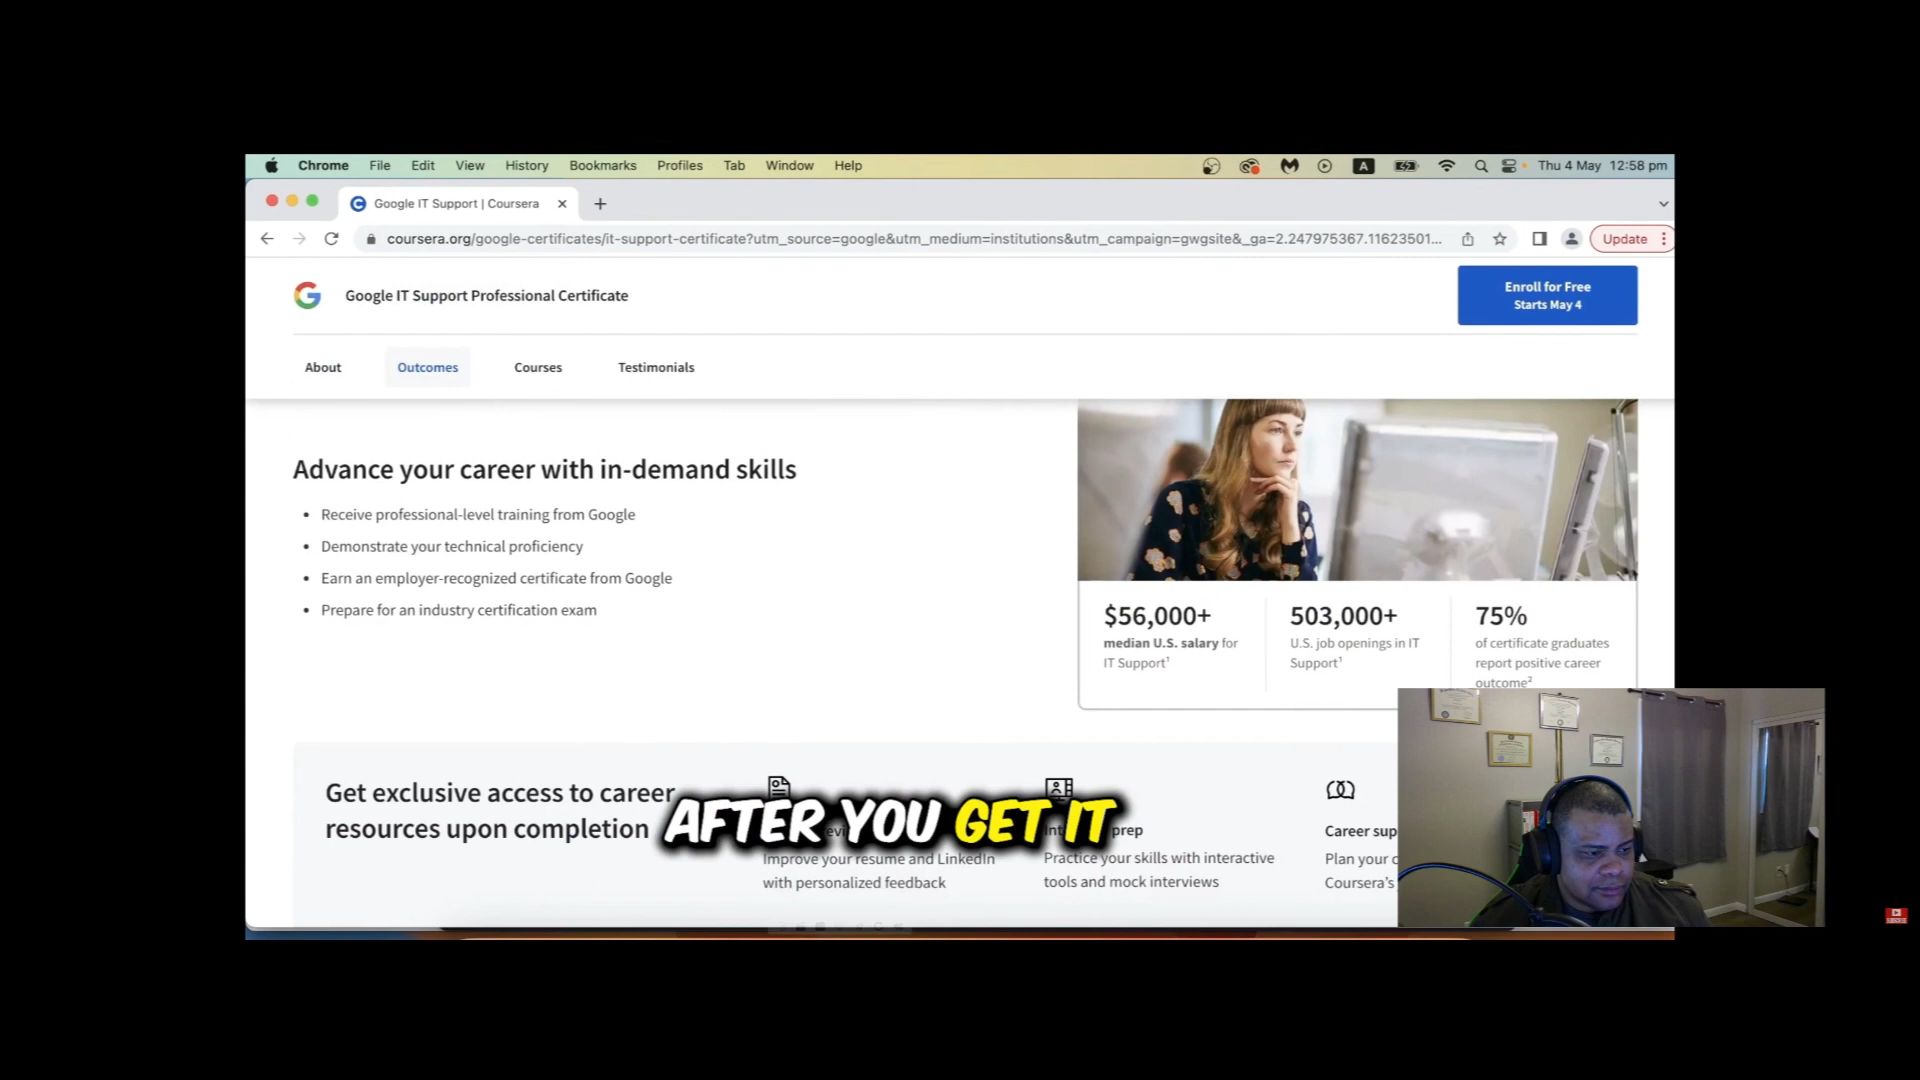 Chrome File Edit View History Bookmarks Profiles Tab Window Help A Thu 4 May 12:58 pm
Google IT Support | Coursera
coursera.org/google-certificates/it-support-certificate?utm_source=google&utm_medium=institutions&utm_campaign=gwgsite&_ga=2.247975367.11623501... Update
Google IT Support Professional Certificate
Enroll for Free
Starts May 4
About Outcomes Courses Testimonials
Advance your career with in-demand skills
• Receive professional-level training from Google
• Demonstrate your technical proficiency
• Earn an employer-recognized certificate from Google
• Prepare for an industry certification exam
$56,000+
median U.S. salary for
IT Support¹
503,000+
U.S. job openings in IT
Support¹
75%
of certificate graduates
report positive career
outcome²
Get exclusive access to career
resources upon completion
AFTER YOU GET IT
Improve your resume and LinkedIn
with personalized feedback
prep
Practice your skills with interactive
tools and mock interviews
Career sup
Plan your c
Coursera's